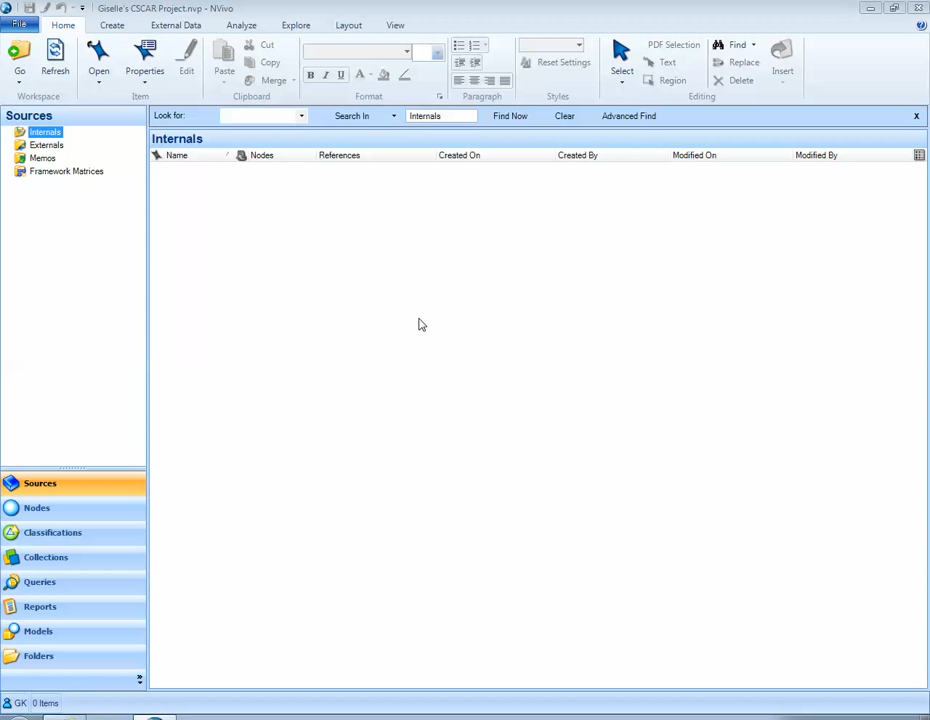 Giselle's CSCAR Project.nvp - NVivo
File Home Create External Data Analyze Explore Layout View
Go Refresh Open Properties Edit Paste Cut Copy Merge
B I U A
Reset Settings
Select PDF Selection Text Region
Find Replace Delete Insert
Workspace Item Clipboard Format Paragraph Styles Editing
Sources
Look for: Search In Internals Find Now Clear Advanced Find x
Internals
Externals
Memos
Framework Matrices
Internals
Name Nodes References Created On Created By Modified On Modified By
Sources
Nodes
Classifications
Collections
Queries
Reports
Models
Folders
GK 0 Items